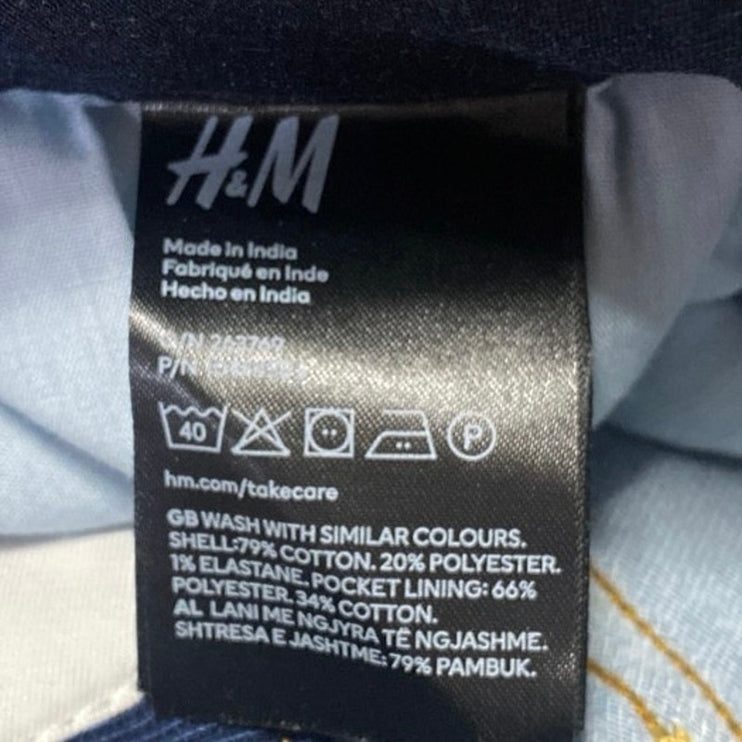 H&M
Made in India
Fabriqué en Inde
Hecho en India
263769
P/N
40
P
hm.com/takecare
GB WASH WITH SIMILAR COLOURS.
SHELL:79% COTTON. 20% POLYESTER.
1% ELASTANE. POCKET LINING: 66%
POLYESTER. 34% COTTON.
AL LANI ME NGJYRA TË NGJASHME.
SHTRESA E JASHTME: 79% PAMBUK.